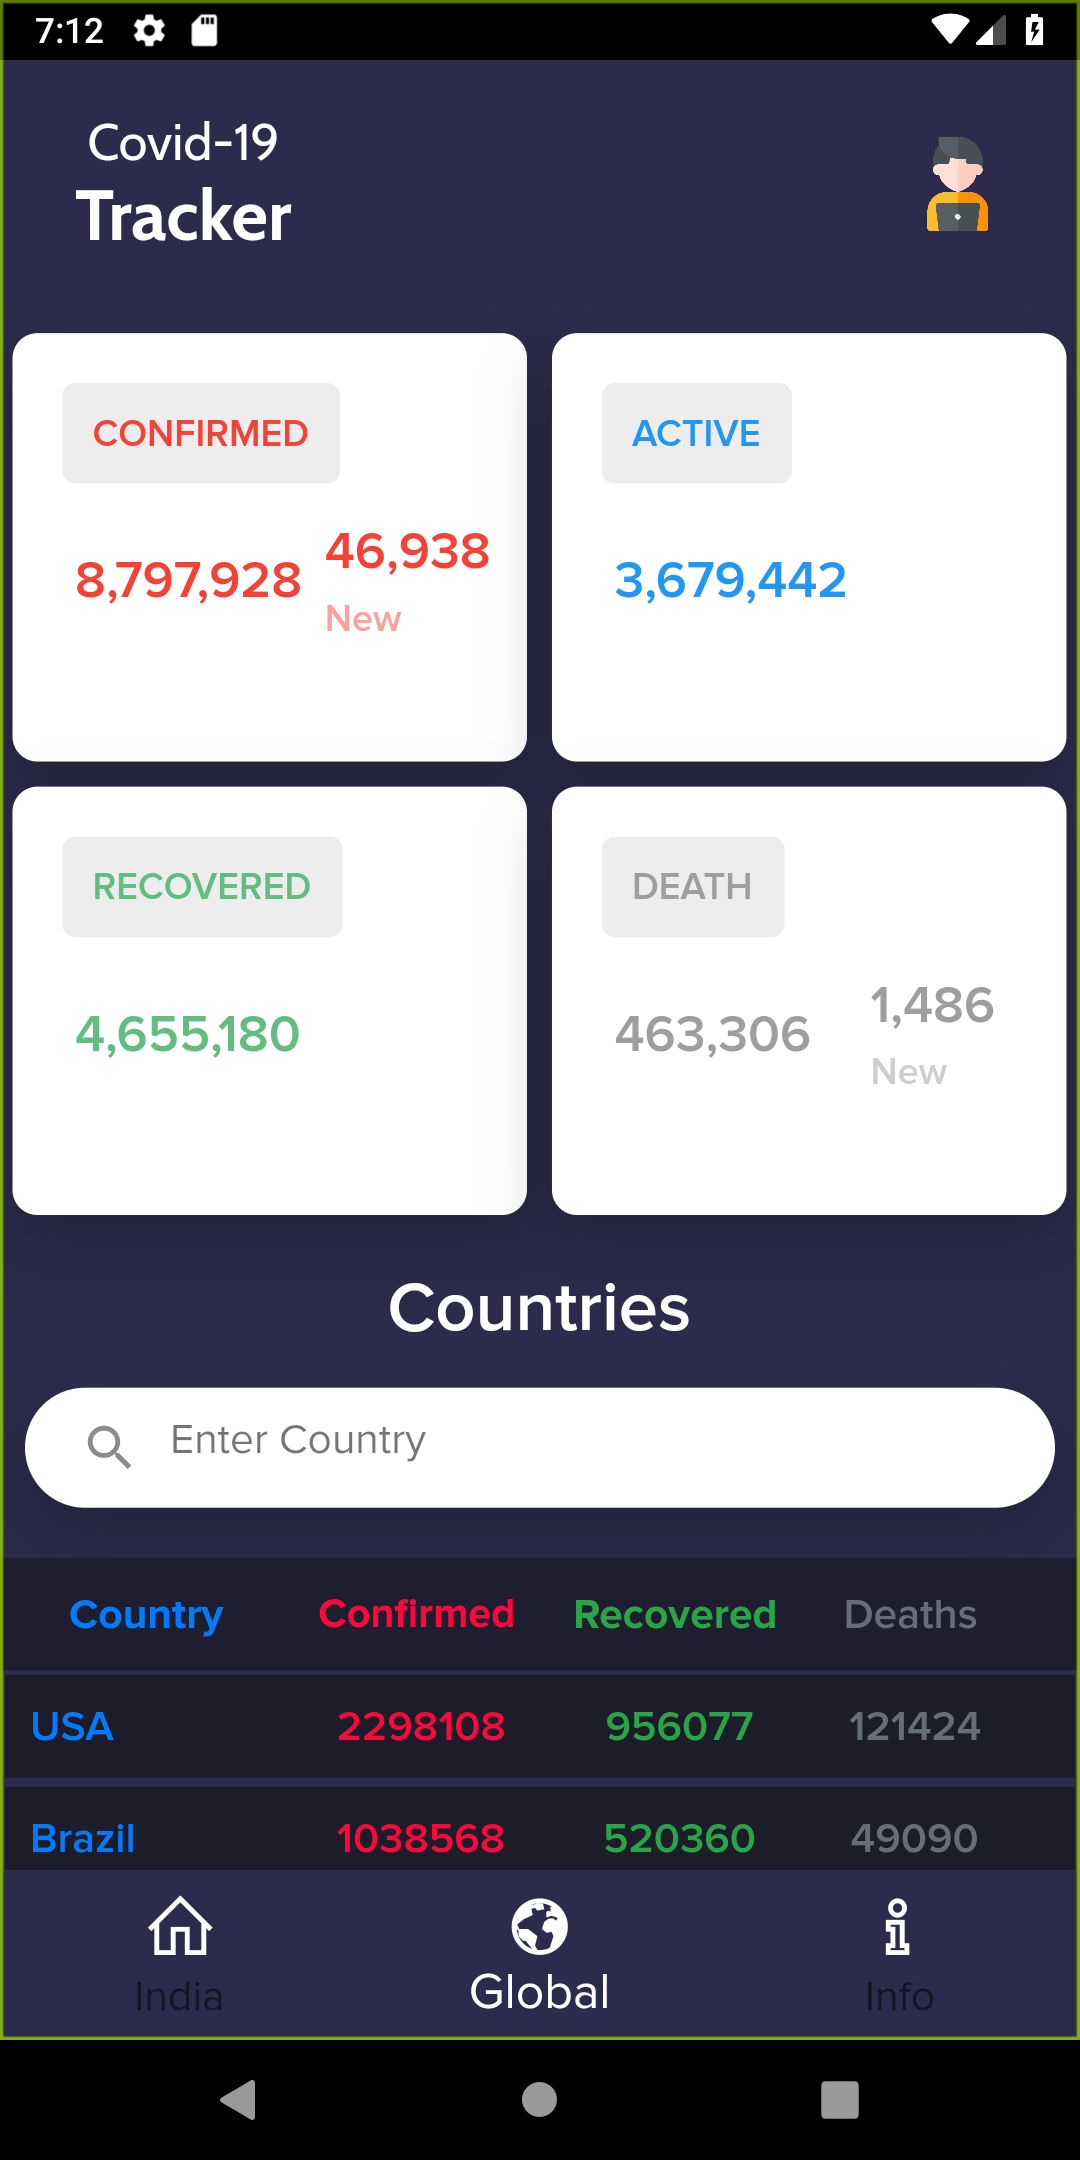 7:12
Covid-19
Tracker
CONFIRMED
8,797,928
46,938
New
ACTIVE
3,679,442
RECOVERED
4,655,180
DEATH
463,306
1,486
New
Countries
Enter Country
Country Confirmed Recovered Deaths
USA 2298108 956077 121424
Brazil 1038568 520360 49090
India Global Info